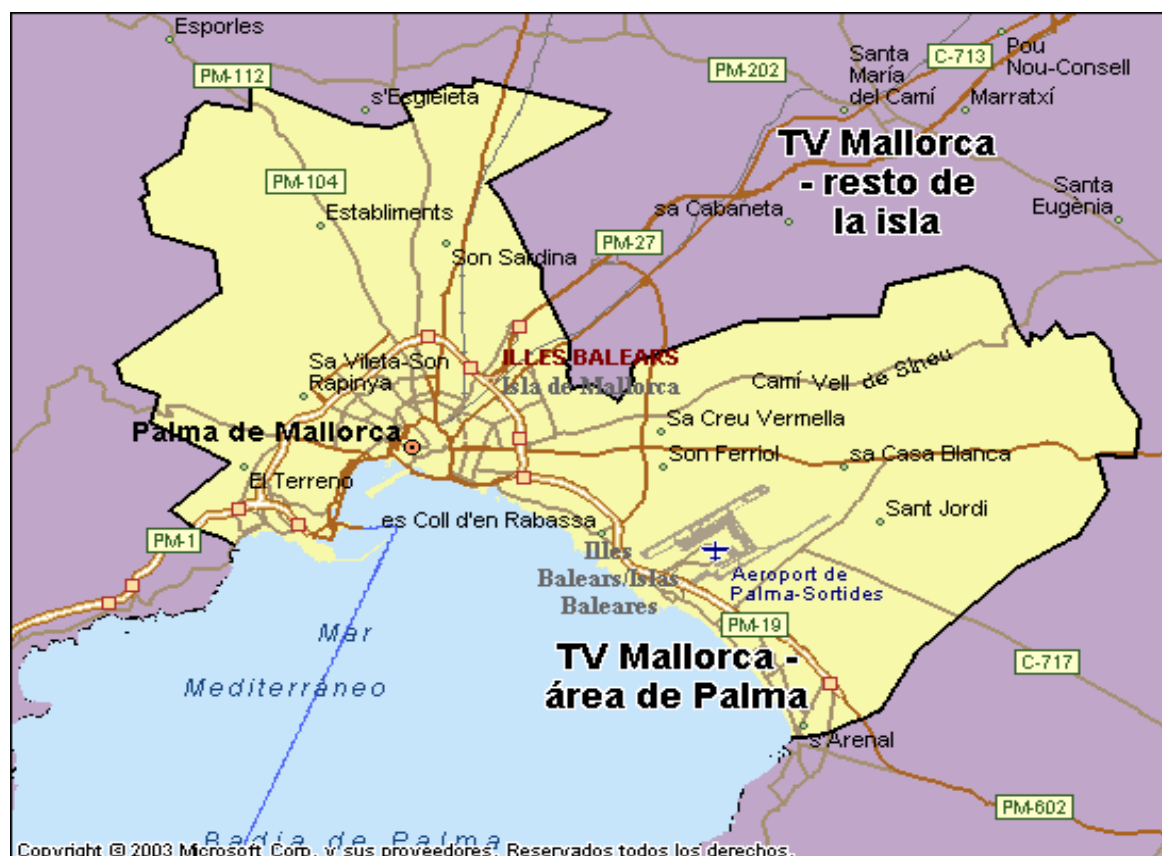 Esporles
PM-112
s'Esgleieta
PM-202
Santa
María
del Camí
C-713
Pou
Nou-Consell
Marratxí
TV Mallorca
- resto de
la isla
PM-104
Establiments
sa Cabaneta
Santa
Eugènia
Son Sardina
PM-27
Sa Vileta-Son
Rapinya
ILLES BALEARS
Isla de Mallorca
Camí Vell de Sineu
Palma de Mallorca
Sa Creu Vermella
El Terreno
Son Ferriol
sa Casa Blanca
es Coll d'en Rabassa
Sant Jordi
PM-1
Illes
Balears/Islas
Baleares
Aeroport de
Palma-Sortides
Mar
Mediterráneo
PM-19
TV Mallorca -
área de Palma
C-717
s'Arenal
PM-602
Badia de Palma
Copyright © 2003 Microsoft Corp. y sus proveedores. Reservados todos los derechos.